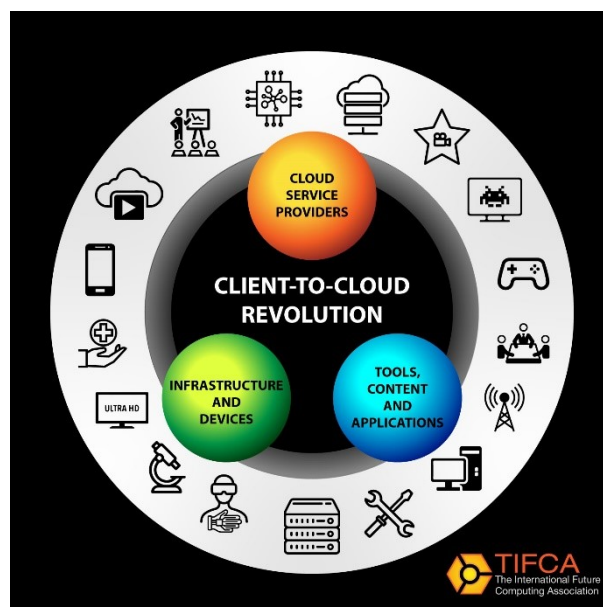 CLOUD
SERVICE
PROVIDERS
CLIENT-TO-CLOUD
REVOLUTION
INFRASTRUCTURE
AND
DEVICES
TOOLS,
CONTENT
AND
APPLICATIONS
ULTRA HD
TIFCA
The International Future
Computing Association